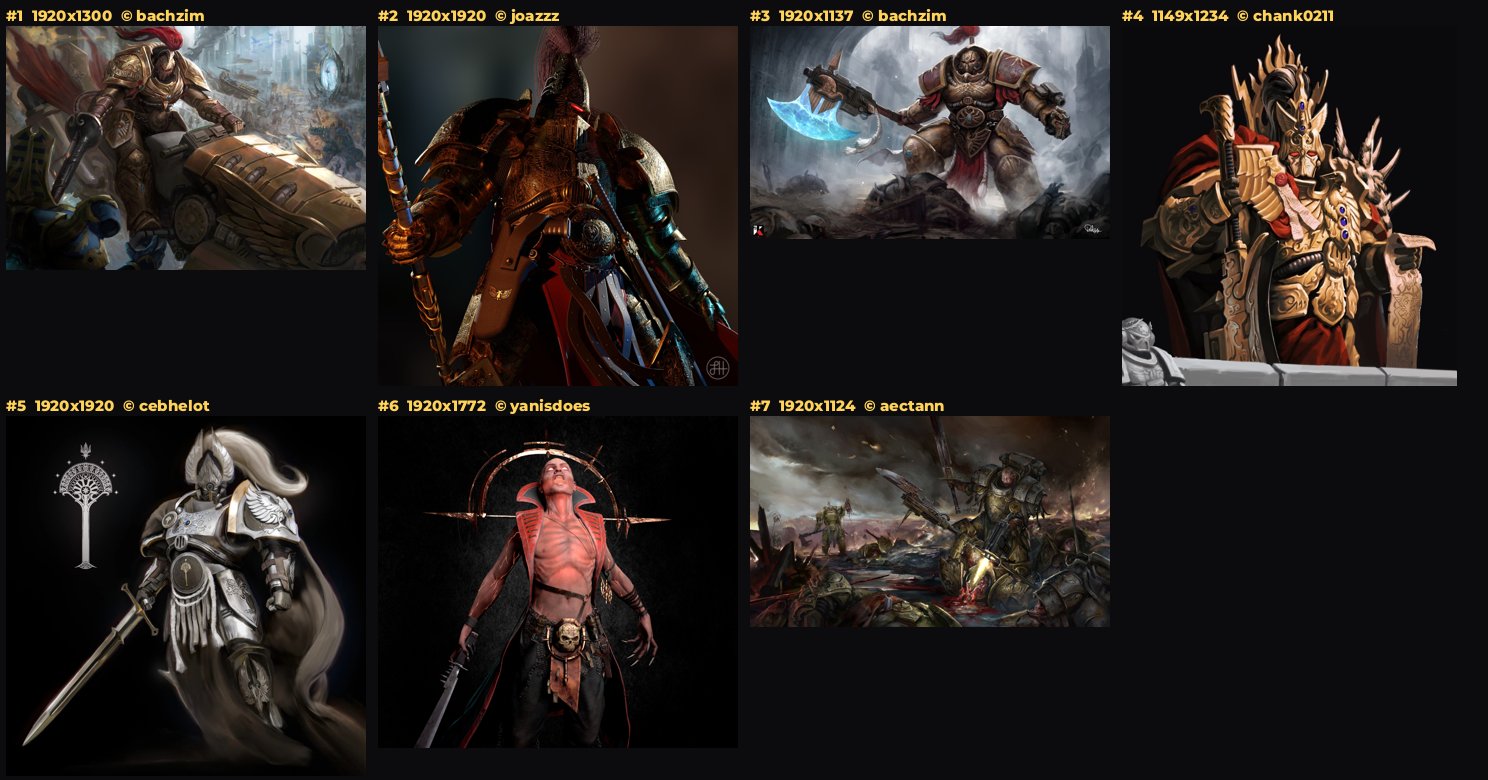 #1 1920x1300 © bachzim
#2 1920x1920 © joazzz
#3 1920x1137 © bachzim
#4 1149x1234 © chank0211
#5 1920x1920 © cebhelot
#6 1920x1772 © yanisdoes
#7 1920x1124 © aectann